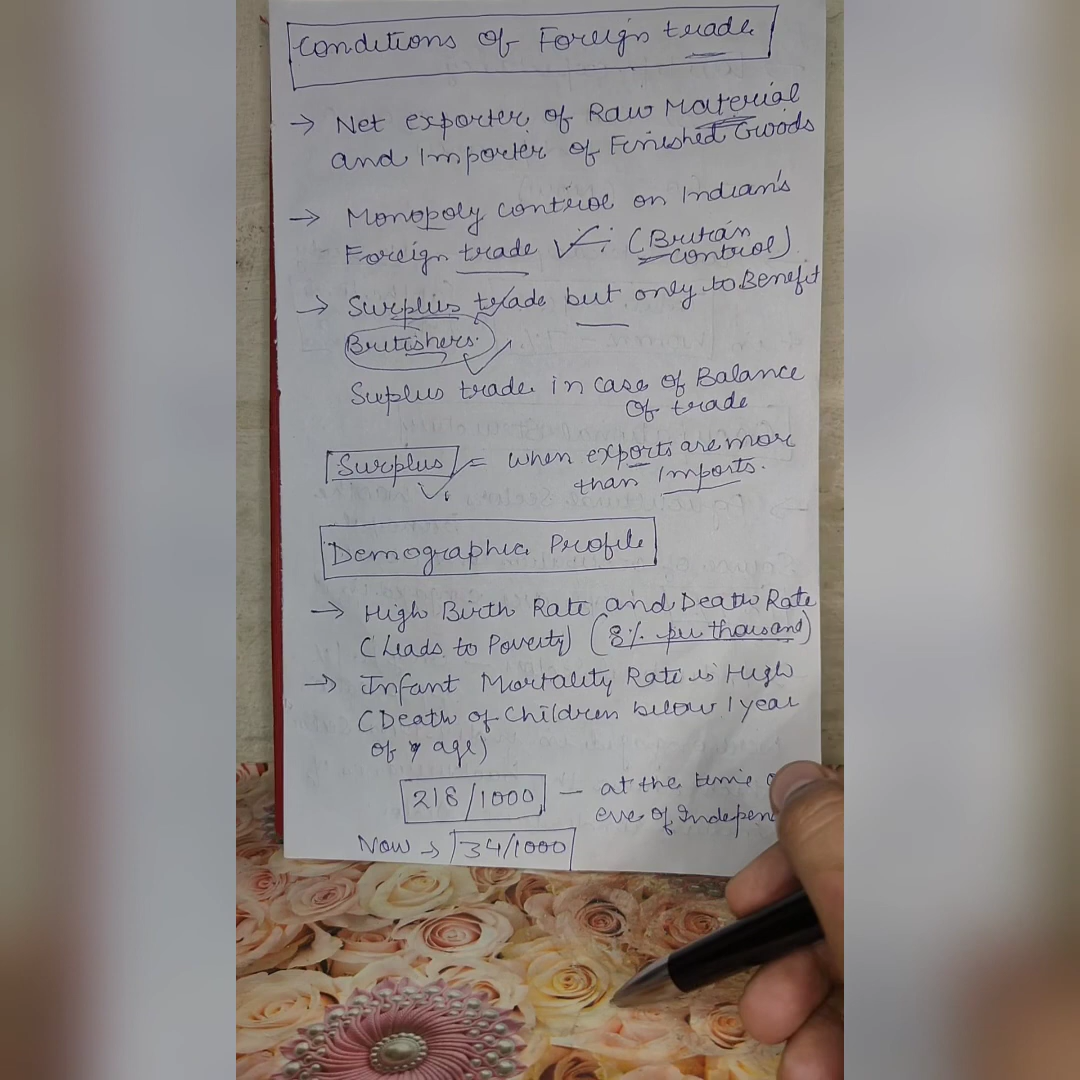 Conditions of Foreign trade
→ Net exporter of Raw Material
and Importer of Finished Goods
→ Monopoly control on Indian's
Foreign trade (Britain
control)
→ Surplus trade but only to Benefit
Britishers.
Suplus trade in case of Balance
of trade
Surplus = when exports are more
than Imports.
Demographic Profile
→ High Birth Rate and Death Rate
(Leads to Poverty) (8% per thousand)
→ Infant Mortality Rate is High
(Death of Children below 1 year
of age)
218/1000 — at the time
eve of Indepen
Now → 34/1000